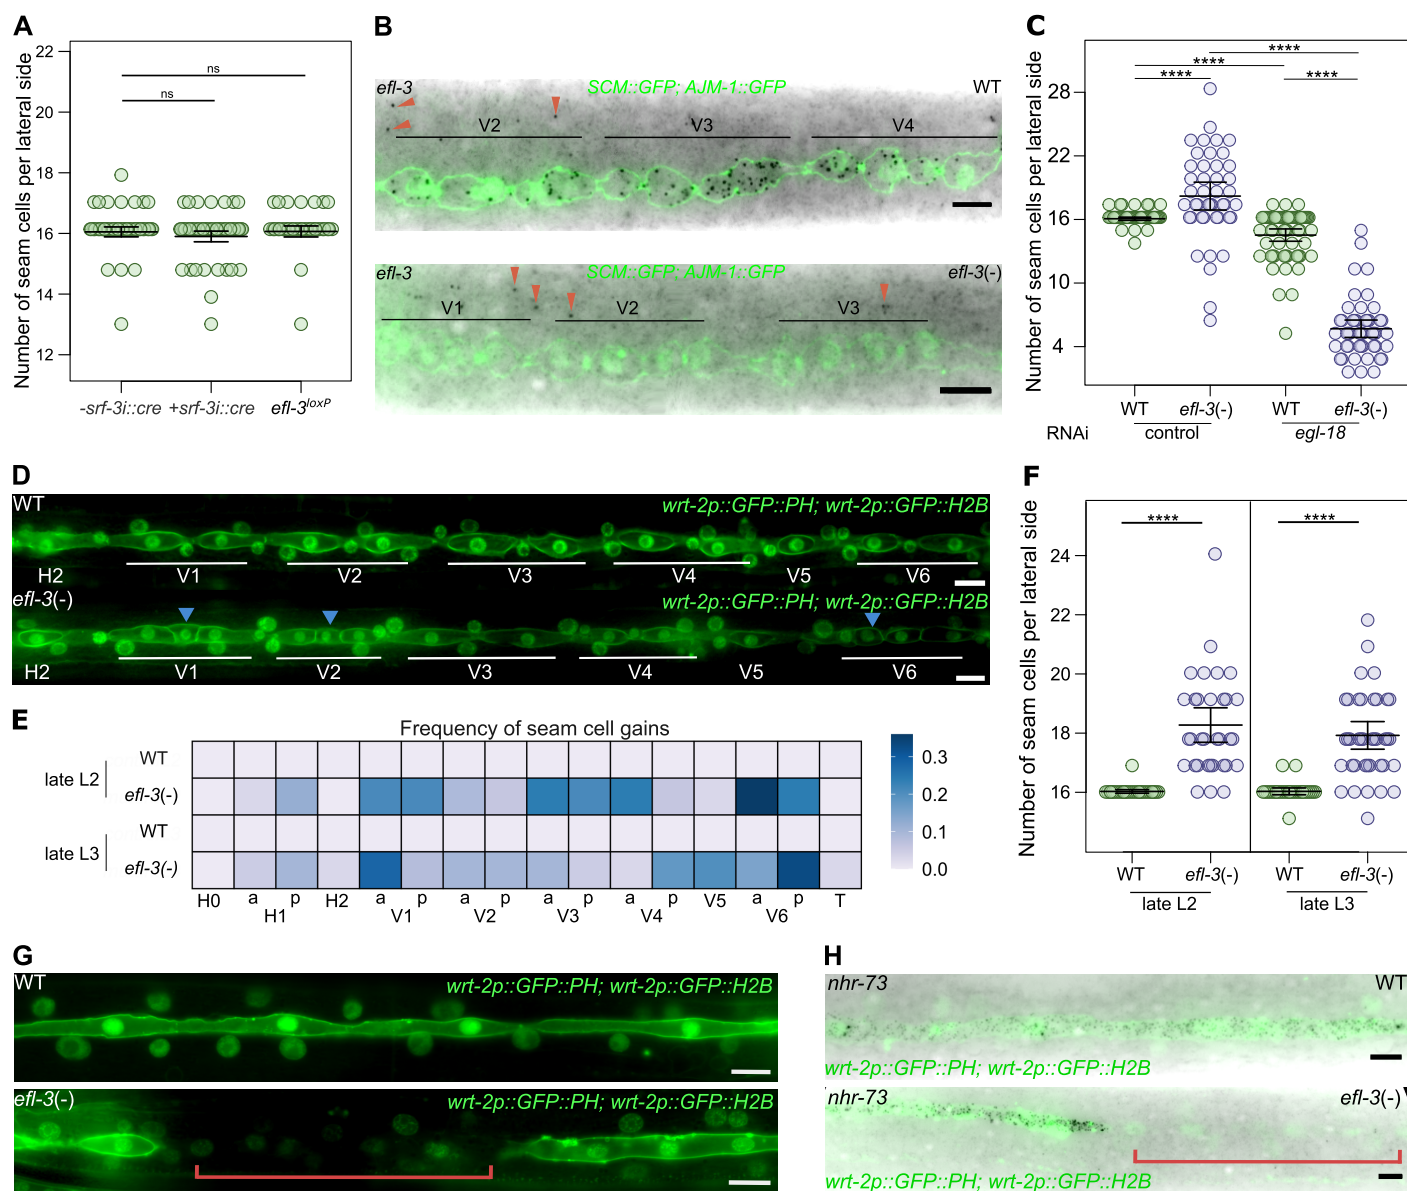 A
Number of seam cells per lateral side
22
20
18
16
14
12
ns
ns
-srf-3i::cre
+srf-3i::cre
efl-3loxP
B
efl-3
SCM::GFP; AJM-1::GFP
WT
V2
V3
V4
efl-3
SCM::GFP; AJM-1::GFP
efl-3(-)
V1
V2
V3
C
Number of seam cells per lateral side
28
22
16
10
4
****
****
****
****
WT
efl-3(-)
WT
efl-3(-)
RNAi
control
egl-18
D
WT
wrt-2p::GFP::PH; wrt-2p::GFP::H2B
H2
V1
V2
V3
V4
V5
V6
efl-3(-)
wrt-2p::GFP::PH; wrt-2p::GFP::H2B
H2
V1
V2
V3
V4
V5
V6
E
Frequency of seam cell gains
late L2
WT
efl-3(-)
late L3
WT
efl-3(-)
0.3
0.2
0.1
0.0
H0
a
p
H2
a
p
a
p
a
p
a
p
V5
a
p
T
H1
V1
V2
V3
V4
V6
F
Number of seam cells per lateral side
24
22
20
18
16
****
****
WT
efl-3(-)
WT
efl-3(-)
late L2
late L3
G
WT
wrt-2p::GFP::PH; wrt-2p::GFP::H2B
efl-3(-)
wrt-2p::GFP::PH; wrt-2p::GFP::H2B
H
nhr-73
WT
wrt-2p::GFP::PH; wrt-2p::GFP::H2B
nhr-73
efl-3(-)
wrt-2p::GFP::PH; wrt-2p::GFP::H2B